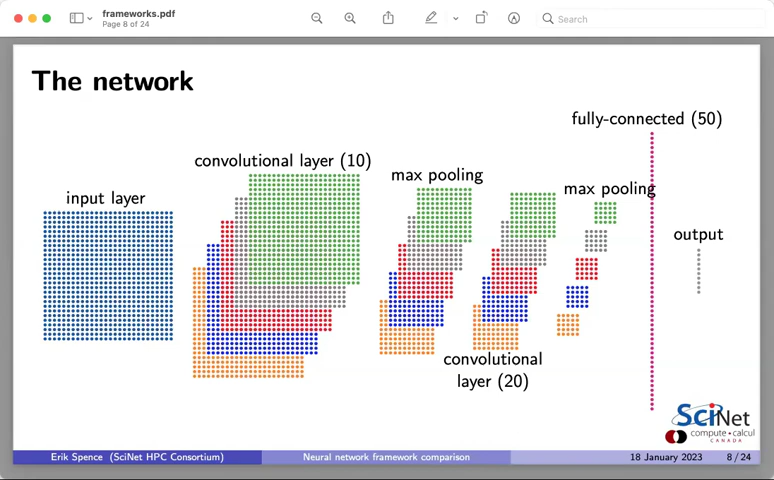 frameworks.pdf
Page 8 of 24
Search
The network
fully-connected (50)
convolutional layer (10)
max pooling
max pooling
input layer
output
convolutional
layer (20)
SciNet
compute • calcul
CANADA
Erik Spence (SciNet HPC Consortium)
Neural network framework comparison
18 January 2023
8 / 24